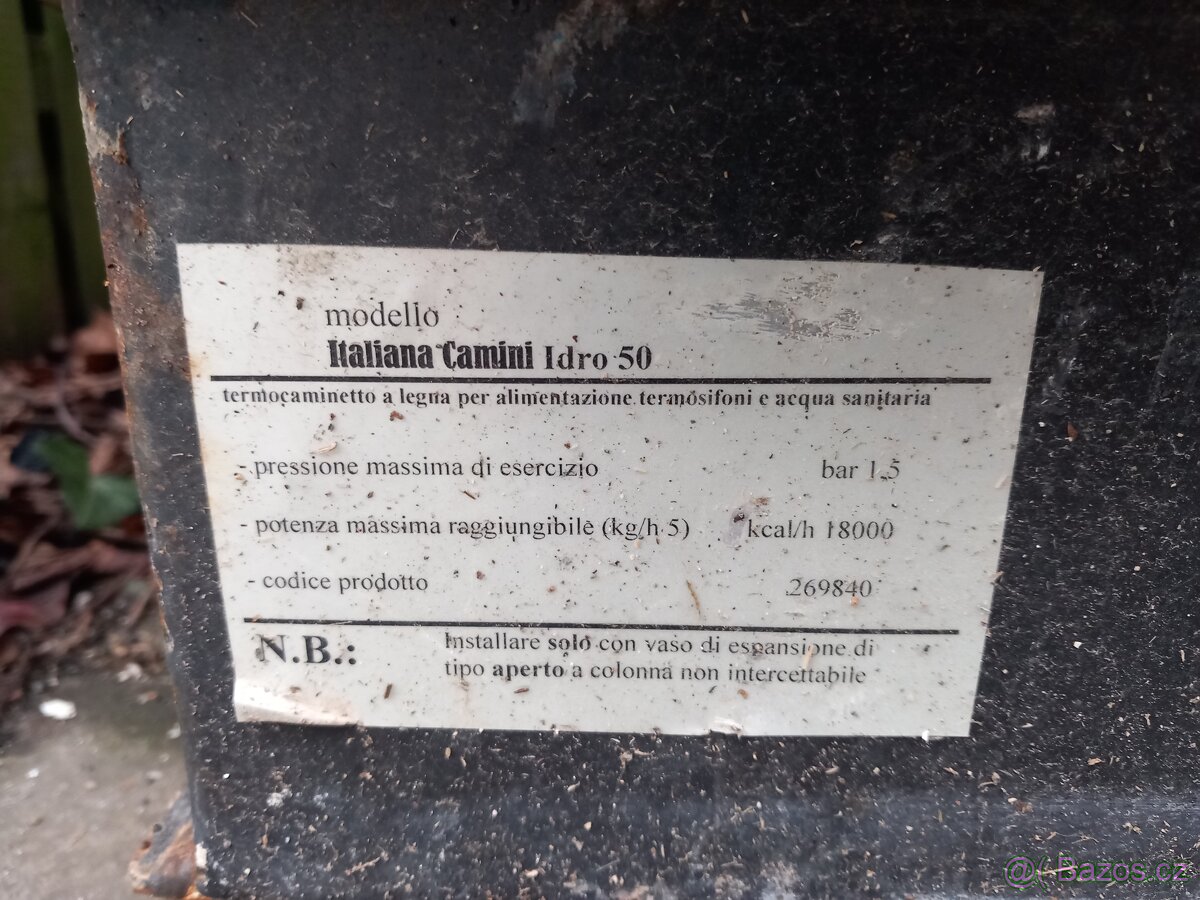 modello
Italiana Camini Idro 50
termocaminetto a legna per alimentazione termosifoni e acqua sanitaria
- pressione massima di esercizio bar 1,5
- potenza massima raggiungibile (kg/h 5) kcal/h 18000
- codice prodotto 269840
N.B.: Installare solo con vaso di espansione di
tipo aperto a colonna non intercettabile
@( Bazos.cz